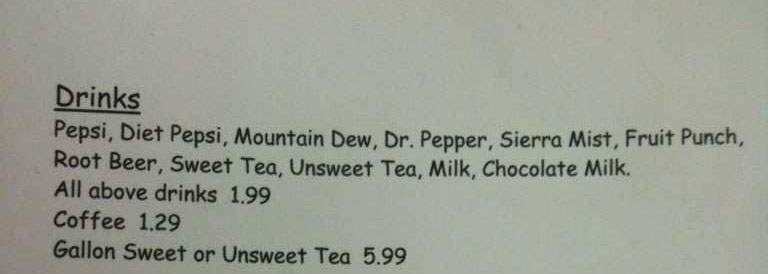 Drinks
Pepsi, Diet Pepsi, Mountain Dew, Dr. Pepper, Sierra Mist, Fruit Punch,
Root Beer, Sweet Tea, Unsweet Tea, Milk, Chocolate Milk.
All above drinks 1.99
Coffee 1.29
Gallon Sweet or Unsweet Tea 5.99